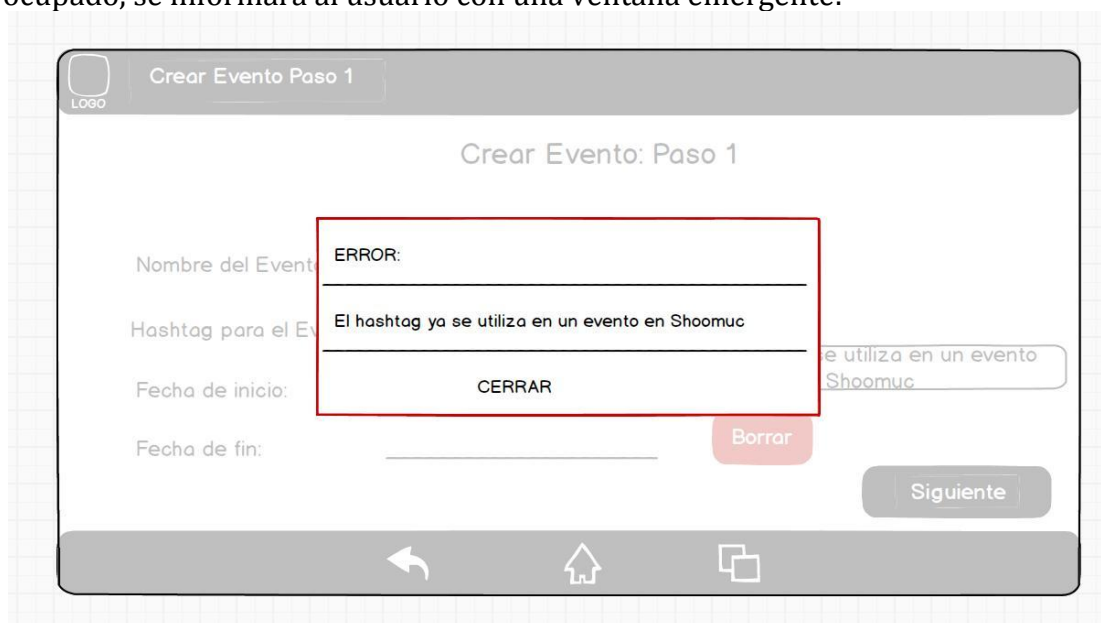 ocupado, se informará al usuario con una ventana emergente.
Crear Evento Paso 1
LOGO
Crear Evento: Paso 1
ERROR:
Nombre del Evento
El hashtag ya se utiliza en un evento en Shoomuc
Hashtag para el Ev
se utiliza en un evento
Shoomuc
CERRAR
Fecha de inicio:
Borrar
Fecha de fin:
Siguiente